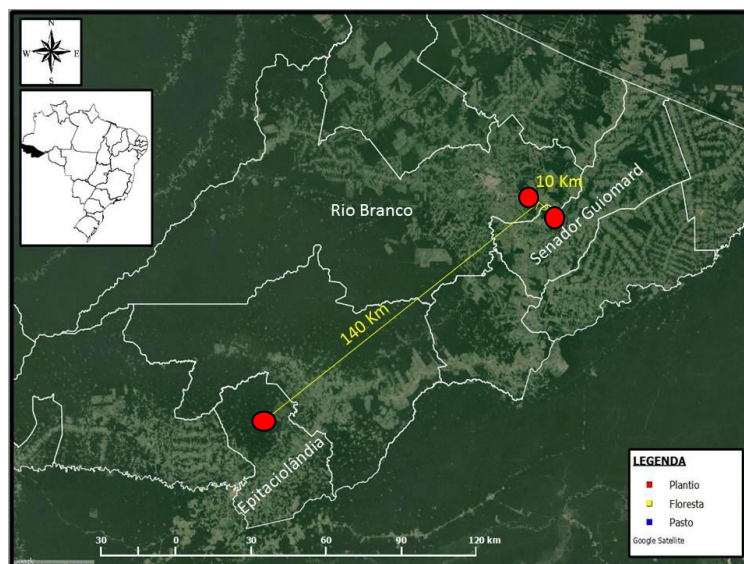 N
W E
S
10 Km
Rio Branco
Senador Guiomard
140 Km
Epitaciolândia
LEGENDA
Plantio
Floresta
Pasto
Google Satellite
30 0 30 60 90 120 km
Google